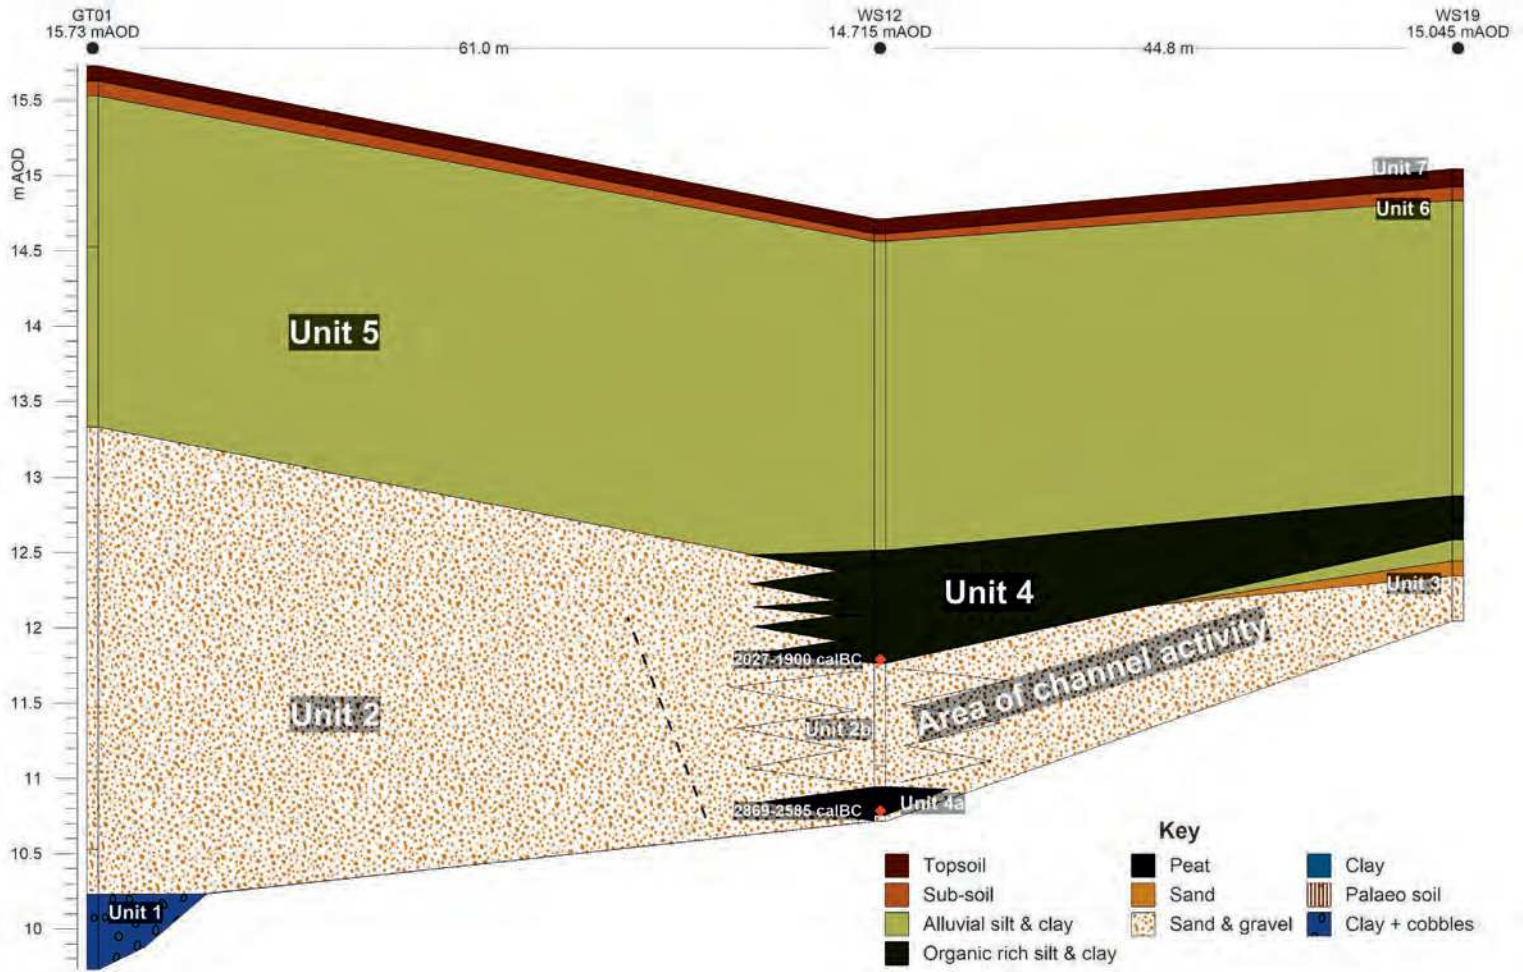 GT01
15.73 mAOD
61.0 m
WS12
14.715 mAOD
44.8 m
WS19
15.045 mAOD
m AOD
15.5
15
14.5
14
13.5
13
12.5
12
11.5
11
10.5
10
Unit 7
Unit 6
Unit 5
Unit 4
Unit 3
Area of channel activity
2027-1900 calBC
Unit 2
Unit 2b
2869-2585 calBC
Unit 4a
Unit 1
Key
Topsoil
Sub-soil
Alluvial silt & clay
Organic rich silt & clay
Peat
Sand
Sand & gravel
Clay
Palaeo soil
Clay + cobbles